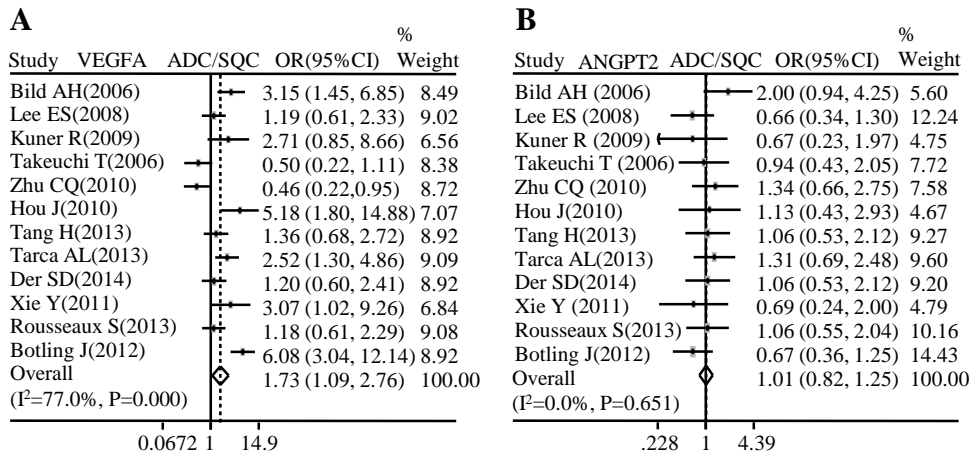 A
%
Study VEGFA ADC/SQC OR(95%CI) Weight
Bild AH(2006) 3.15 (1.45, 6.85) 8.49
Lee ES(2008) 1.19 (0.61, 2.33) 9.02
Kuner R(2009) 2.71 (0.85, 8.66) 6.56
Takeuchi T(2006) 0.50 (0.22, 1.11) 8.38
Zhu CQ(2010) 0.46 (0.22,0.95) 8.72
Hou J(2010) 5.18 (1.80, 14.88) 7.07
Tang H(2013) 1.36 (0.68, 2.72) 8.92
Tarca AL(2013) 2.52 (1.30, 4.86) 9.09
Der SD(2014) 1.20 (0.60, 2.41) 8.92
Xie Y(2011) 3.07 (1.02, 9.26) 6.84
Rousseaux S(2013) 1.18 (0.61, 2.29) 9.08
Botling J(2012) 6.08 (3.04, 12.14) 8.92
Overall 1.73 (1.09, 2.76) 100.00
(I²=77.0%, P=0.000)
0.0672 1 14.9
B
%
Study ANGPT2 ADC/SQC OR(95%CI) Weight
Bild AH (2006) 2.00 (0.94, 4.25) 5.60
Lee ES (2008) 0.66 (0.34, 1.30) 12.24
Kuner R (2009) 0.67 (0.23, 1.97) 4.75
Takeuchi T (2006) 0.94 (0.43, 2.05) 7.72
Zhu CQ (2010) 1.34 (0.66, 2.75) 7.58
Hou J(2010) 1.13 (0.43, 2.93) 4.67
Tang H(2013) 1.06 (0.53, 2.12) 9.27
Tarca AL(2013) 1.31 (0.69, 2.48) 9.60
Der SD(2014) 1.06 (0.53, 2.12) 9.20
Xie Y (2011) 0.69 (0.24, 2.00) 4.79
Rousseaux S(2013) 1.06 (0.55, 2.04) 10.16
Botling J(2012) 0.67 (0.36, 1.25) 14.43
Overall 1.01 (0.82, 1.25) 100.00
(I²=0.0%, P=0.651)
.228 1 4.39